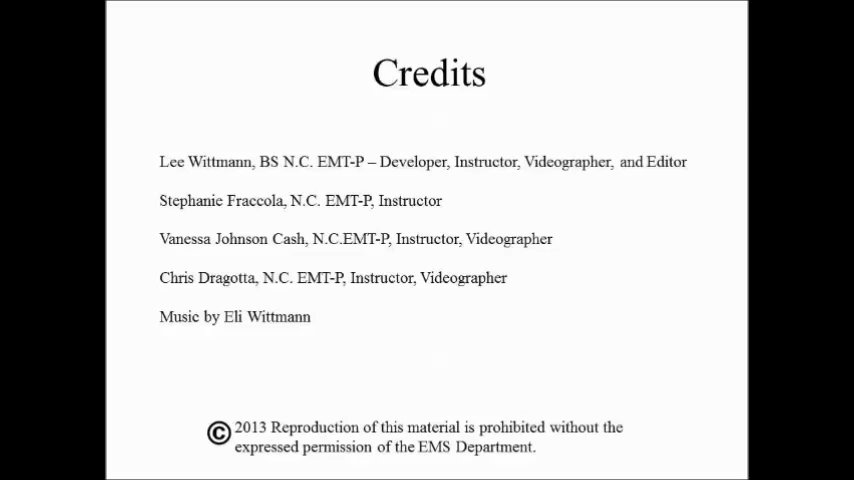 Credits
Lee Wittmann, BS N.C. EMT-P – Developer, Instructor, Videographer, and Editor
Stephanie Fraccola, N.C. EMT-P, Instructor
Vanessa Johnson Cash, N.C.EMT-P, Instructor, Videographer
Chris Dragotta, N.C. EMT-P, Instructor, Videographer
Music by Eli Wittmann
© 2013 Reproduction of this material is prohibited without the
expressed permission of the EMS Department.